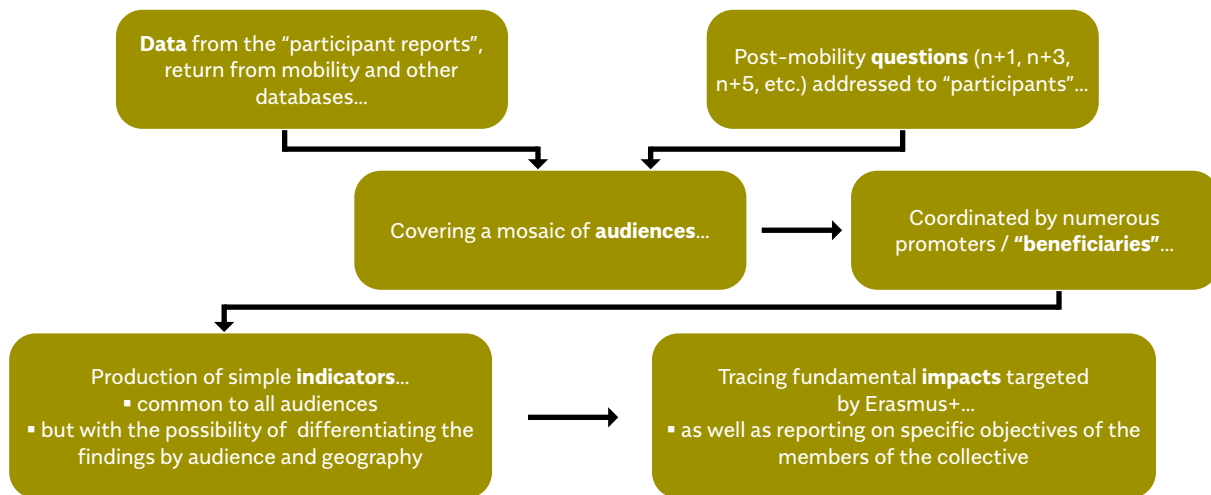 Data from the “participant reports”,
return from mobility and other
databases…
Post-mobility questions (n+1, n+3,
n+5, etc.) addressed to “participants”…
Covering a mosaic of audiences…
Coordinated by numerous
promoters / “beneficiaries”…
Production of simple indicators…
▪ common to all audiences
▪ but with the possibility of differentiating the
findings by audience and geography
Tracing fundamental impacts targeted
by Erasmus+…
▪ as well as reporting on specific objectives of the
members of the collective